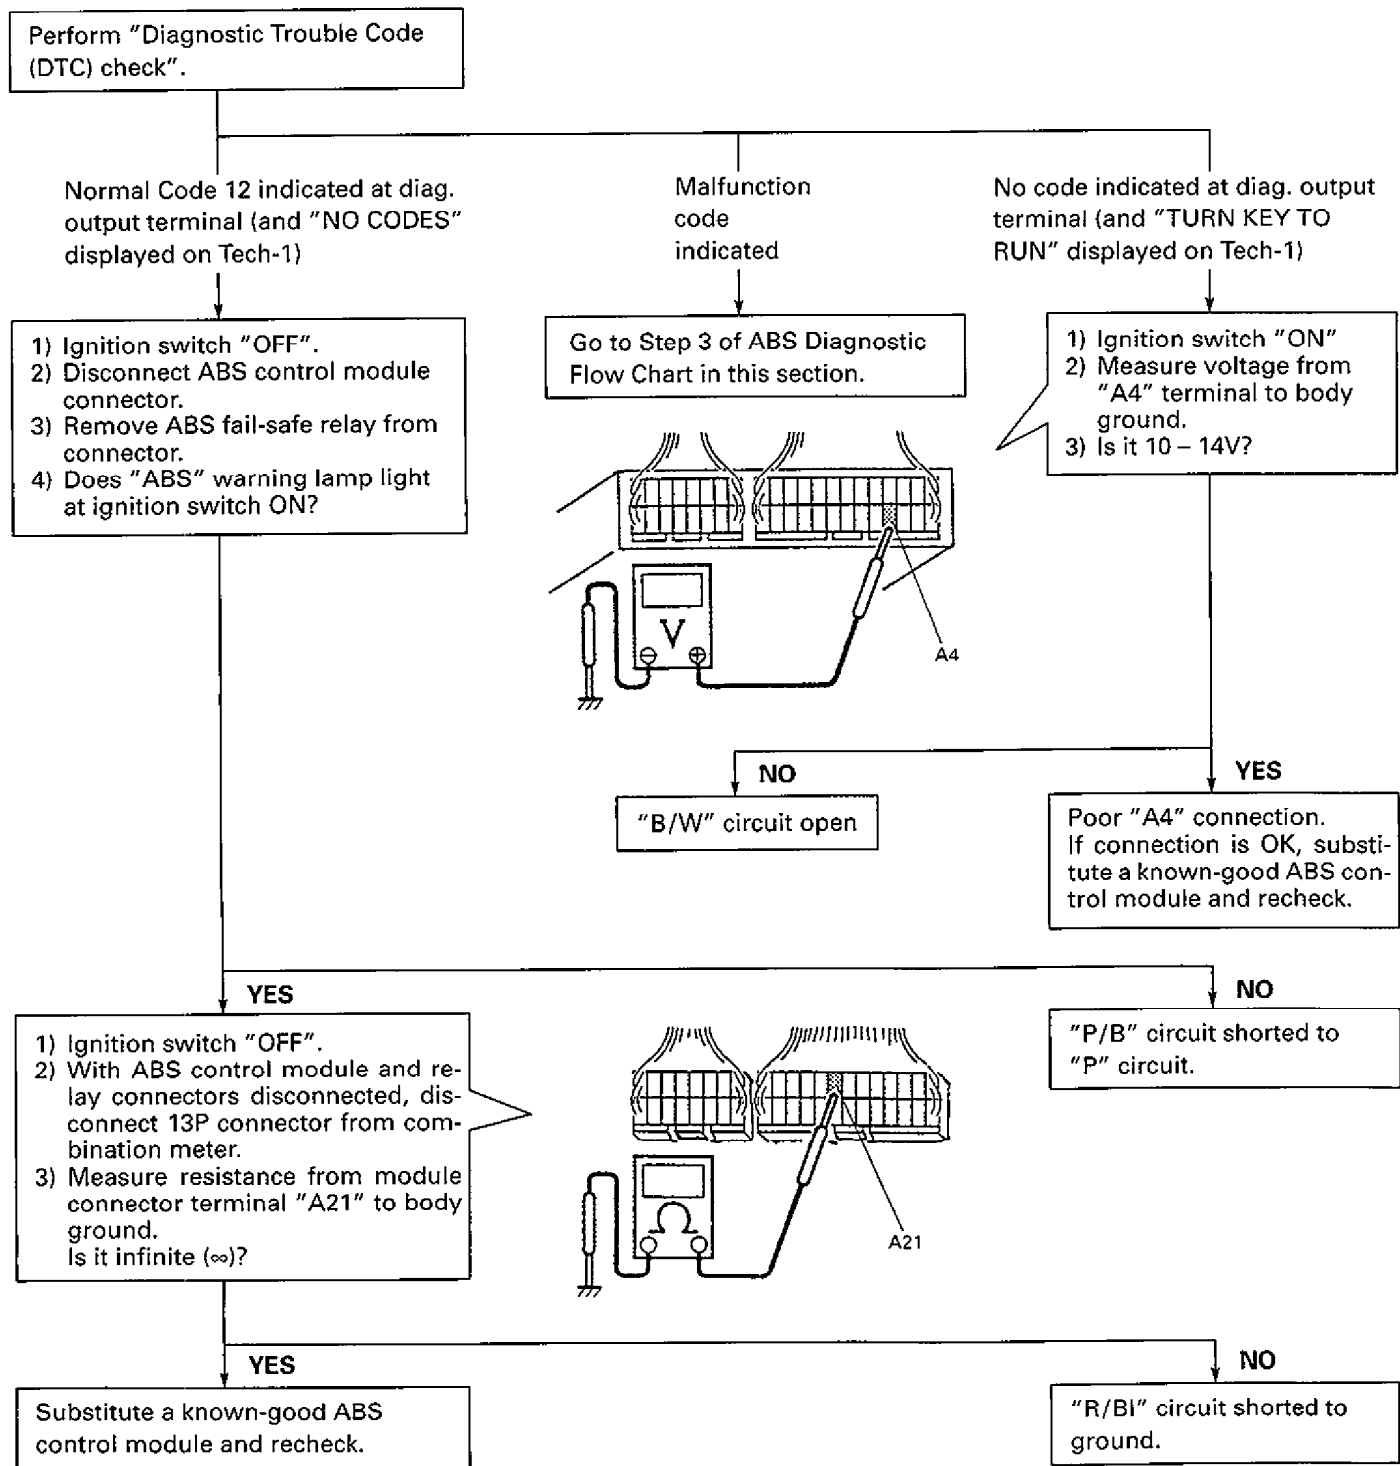 Perform "Diagnostic Trouble Code
(DTC) check".
Normal Code 12 indicated at diag.
output terminal (and "NO CODES"
displayed on Tech-1)
Malfunction
code
indicated
No code indicated at diag. output
terminal (and "TURN KEY TO
RUN" displayed on Tech-1)
1) Ignition switch "OFF".
2) Disconnect ABS control module
connector.
3) Remove ABS fail-safe relay from
connector.
4) Does "ABS" warning lamp light
at ignition switch ON?
Go to Step 3 of ABS Diagnostic
Flow Chart in this section.
1) Ignition switch "ON"
2) Measure voltage from
"A4" terminal to body
ground.
3) Is it 10 – 14V?
V
A4
NO
YES
"B/W" circuit open
Poor "A4" connection.
If connection is OK, substi-
tute a known-good ABS con-
trol module and recheck.
YES
NO
1) Ignition switch "OFF".
2) With ABS control module and re-
lay connectors disconnected, dis-
connect 13P connector from com-
bination meter.
3) Measure resistance from module
connector terminal "A21" to body
ground.
Is it infinite (∞)?
"P/B" circuit shorted to
"P" circuit.
Ω
A21
YES
NO
Substitute a known-good ABS
control module and recheck.
"R/Bl" circuit shorted to
ground.